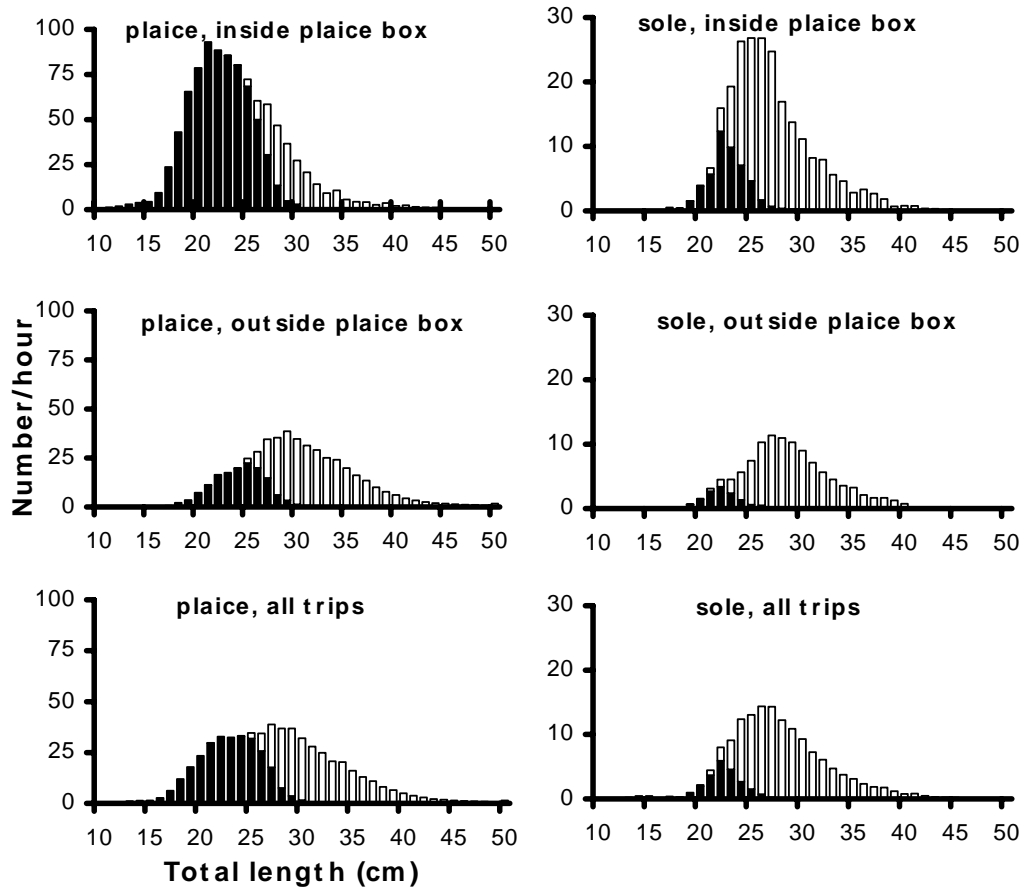 plaice, inside plaice box
100
75
50
25
0
10 15 20 25 30 35 40 45 50
sole, inside plaice box
30
20
10
0
10 15 20 25 30 35 40 45 50
plaice, outside plaice box
100
75
50
25
0
10 15 20 25 30 35 40 45 50
sole, outside plaice box
30
20
10
0
10 15 20 25 30 35 40 45 50
Number/hour
plaice, all trips
100
75
50
25
0
10 15 20 25 30 35 40 45 50
sole, all trips
30
20
10
0
10 15 20 25 30 35 40 45 50
Total length (cm)